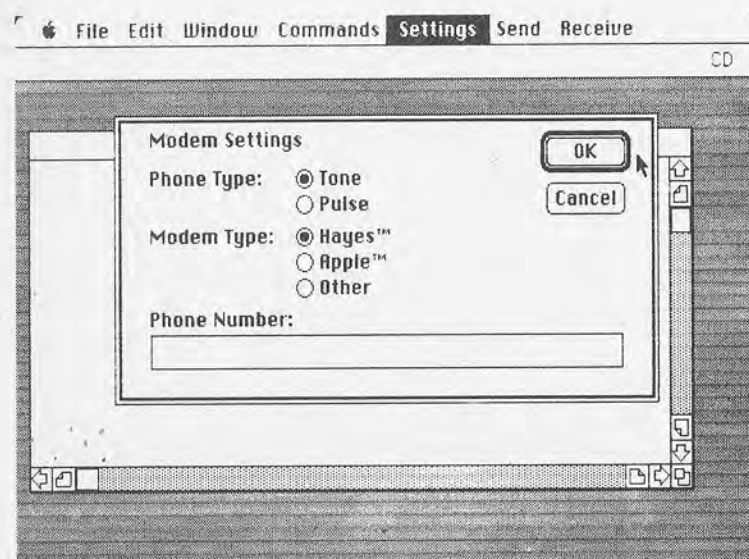 File Edit Window Commands Settings Send Receive
CD
Modem Settings
OK
Phone Type: Tone
Pulse
Cancel
Modem Type: Hayes™
Apple™
Other
Phone Number: